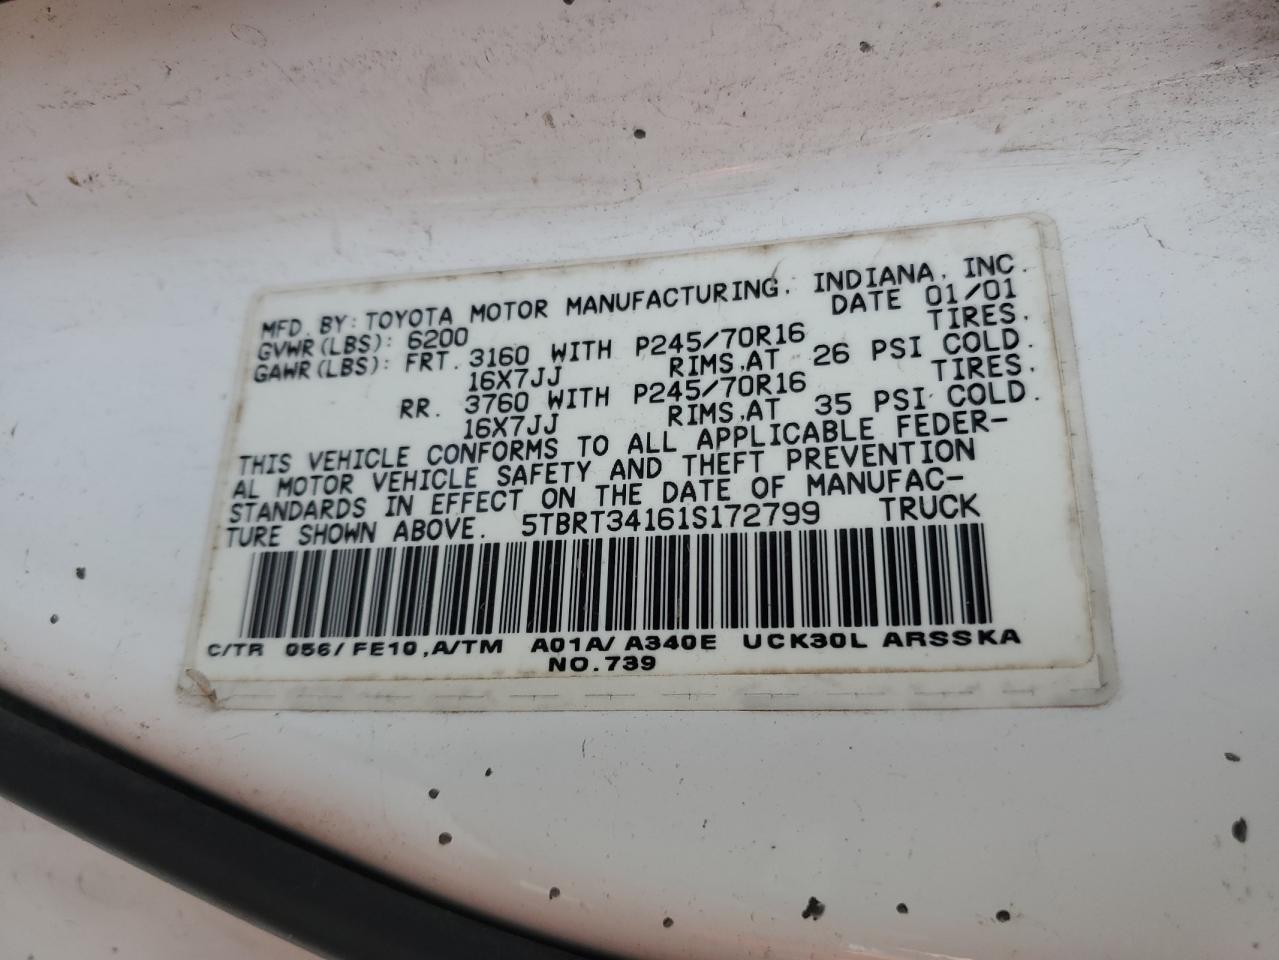 MFD. BY: TOYOTA MOTOR MANUFACTURING, INDIANA, INC.
GVWR(LBS): 6200 DATE 01/01
GAWR(LBS): FRT. 3160 WITH P245/70R16 TIRES.
16X7JJ RIMS,AT 26 PSI COLD.
RR. 3760 WITH P245/70R16 TIRES.
16X7JJ RIMS,AT 35 PSI COLD.
THIS VEHICLE CONFORMS TO ALL APPLICABLE FEDER-
AL MOTOR VEHICLE SAFETY AND THEFT PREVENTION
STANDARDS IN EFFECT ON THE DATE OF MANUFAC-
TURE SHOWN ABOVE. 5TBRT34161S172799 TRUCK
C/TR 056/FE10,A/TM A01A/A340E UCK30L ARSSKA
NO.739